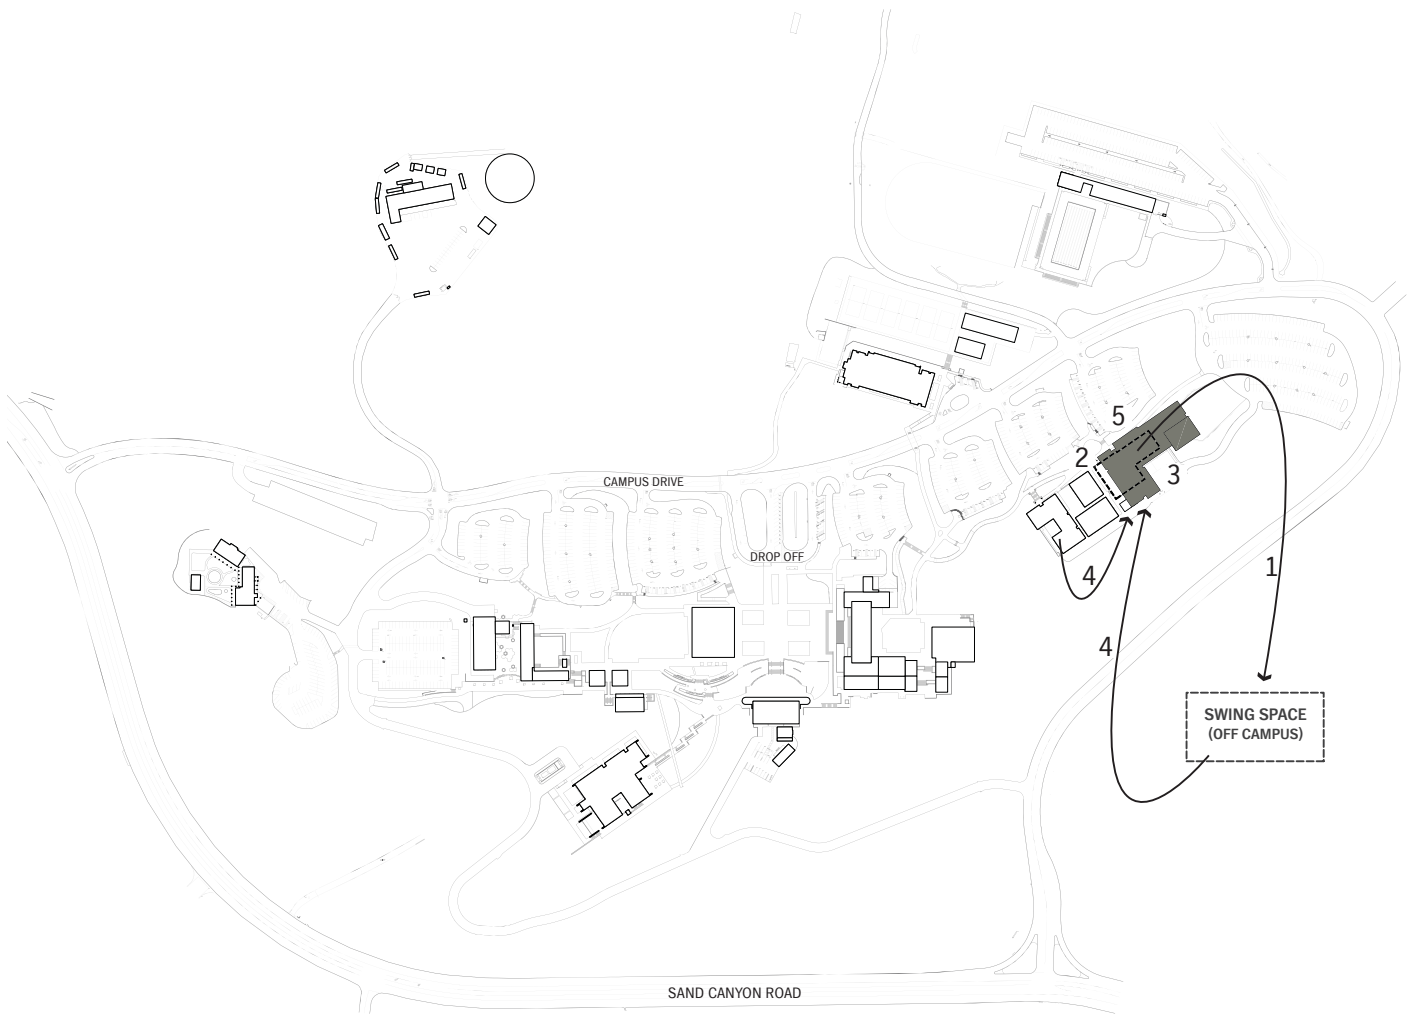 5
2
3
CAMPUS DRIVE
DROP OFF
4
1
4
SWING SPACE
(OFF CAMPUS)
SAND CANYON ROAD